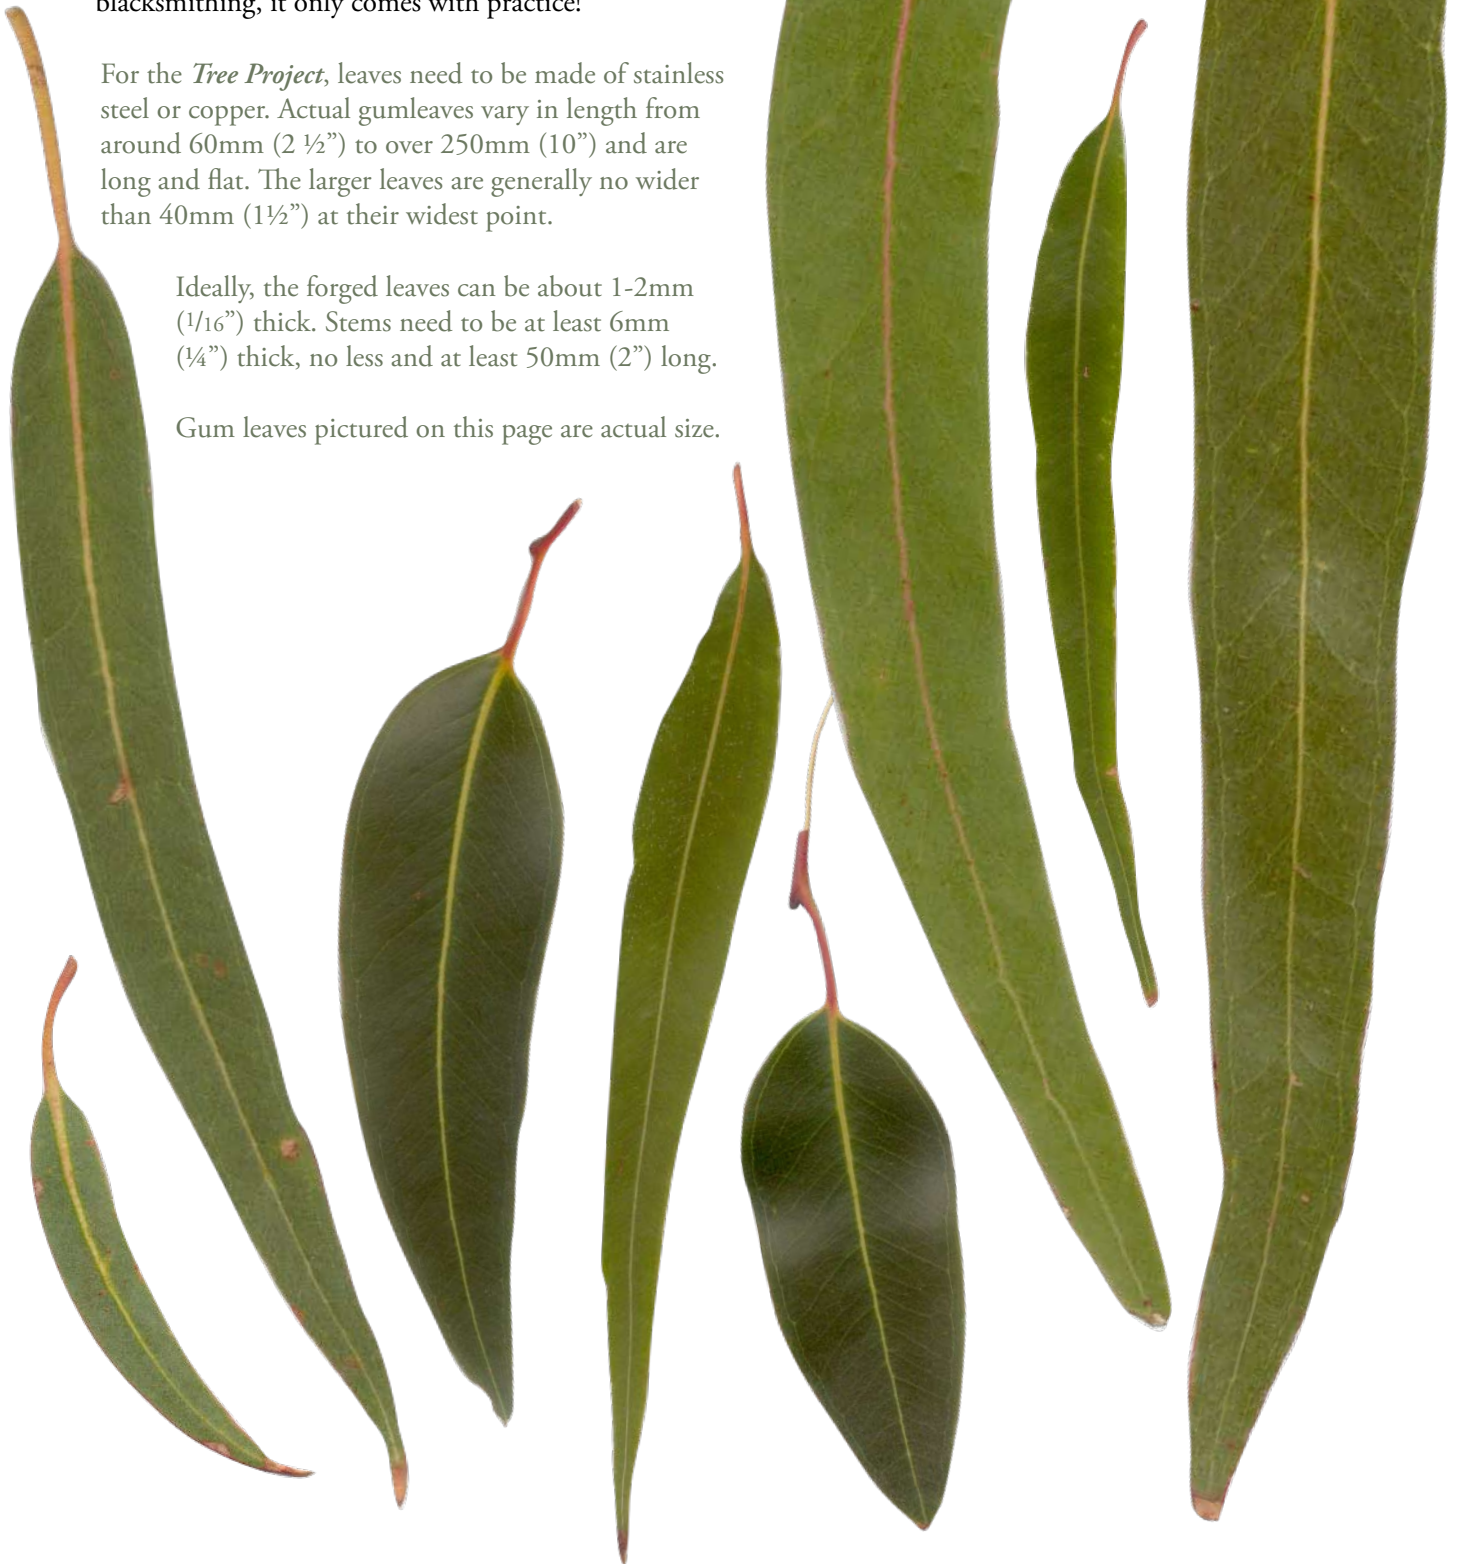 blacksmithing, it only comes with practice!
For the Tree Project, leaves need to be made of stainless
steel or copper. Actual gumleaves vary in length from
around 60mm (2 ½”) to over 250mm (10”) and are
long and flat. The larger leaves are generally no wider
than 40mm (1½”) at their widest point.
Ideally, the forged leaves can be about 1-2mm
(1/16”) thick. Stems need to be at least 6mm
(¼”) thick, no less and at least 50mm (2”) long.
Gum leaves pictured on this page are actual size.